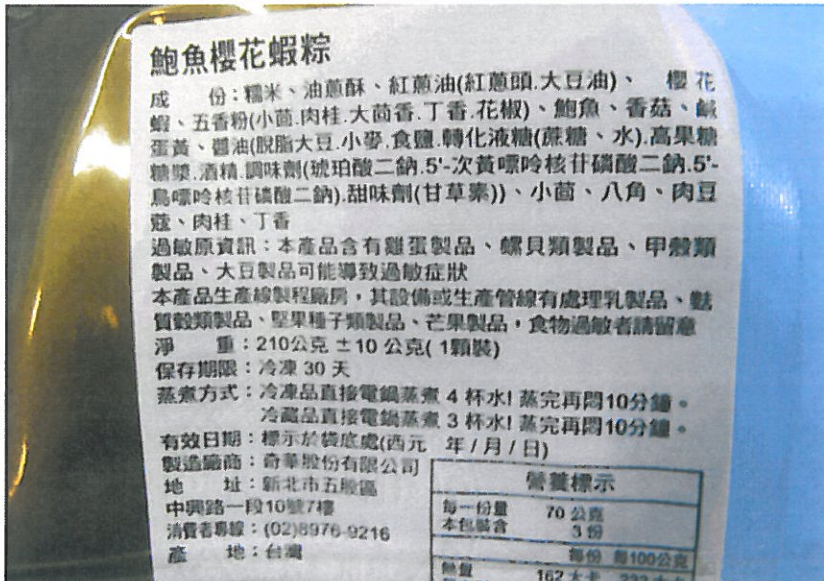 鮑魚櫻花蝦粽
成　份：糯米、油蔥酥、紅蔥油(紅蔥頭.大豆油)、 櫻花
蝦、五香粉(小茴.肉桂.大茴香.丁香.花椒)、鮑魚、香菇、鹹
蛋黃、醬油(脫脂大豆.小麥.食鹽.轉化液糖(蔗糖、水).高果糖
糖漿.酒精.調味劑(琥珀酸二鈉.5'-次黃嘌呤核苷磷酸二鈉.5'-
鳥嘌呤核苷磷酸二鈉).甜味劑(甘草素))、小茴、八角、肉豆
蔻、肉桂、丁香
過敏原資訊：本產品含有雞蛋製品、螺貝類製品、甲殼類
製品、大豆製品可能導致過敏症狀
本產品生產線製程廠房，其設備或生產管線有處理乳製品、麩
質穀類製品、堅果種子類製品、芒果製品，食物過敏者請留意
淨　重：210公克 ±10 公克( 1顆裝)
保存期限：冷凍 30 天
蒸煮方式：冷凍品直接電鍋蒸煮 4 杯水! 蒸完再悶10分鐘。
冷藏品直接電鍋蒸煮 3 杯水! 蒸完再悶10分鐘。
有效日期：標示於袋底處(西元 年 / 月 / 日)
製造廠商：奇華股份有限公司
地　址：新北市五股區
中興路一段10號7樓
消費者專線：(02)8976-9216
產　地：台灣
營養標示
每一份量 70 公克
本包裝含 3 份
每份 每100公克
熱量 162 大卡